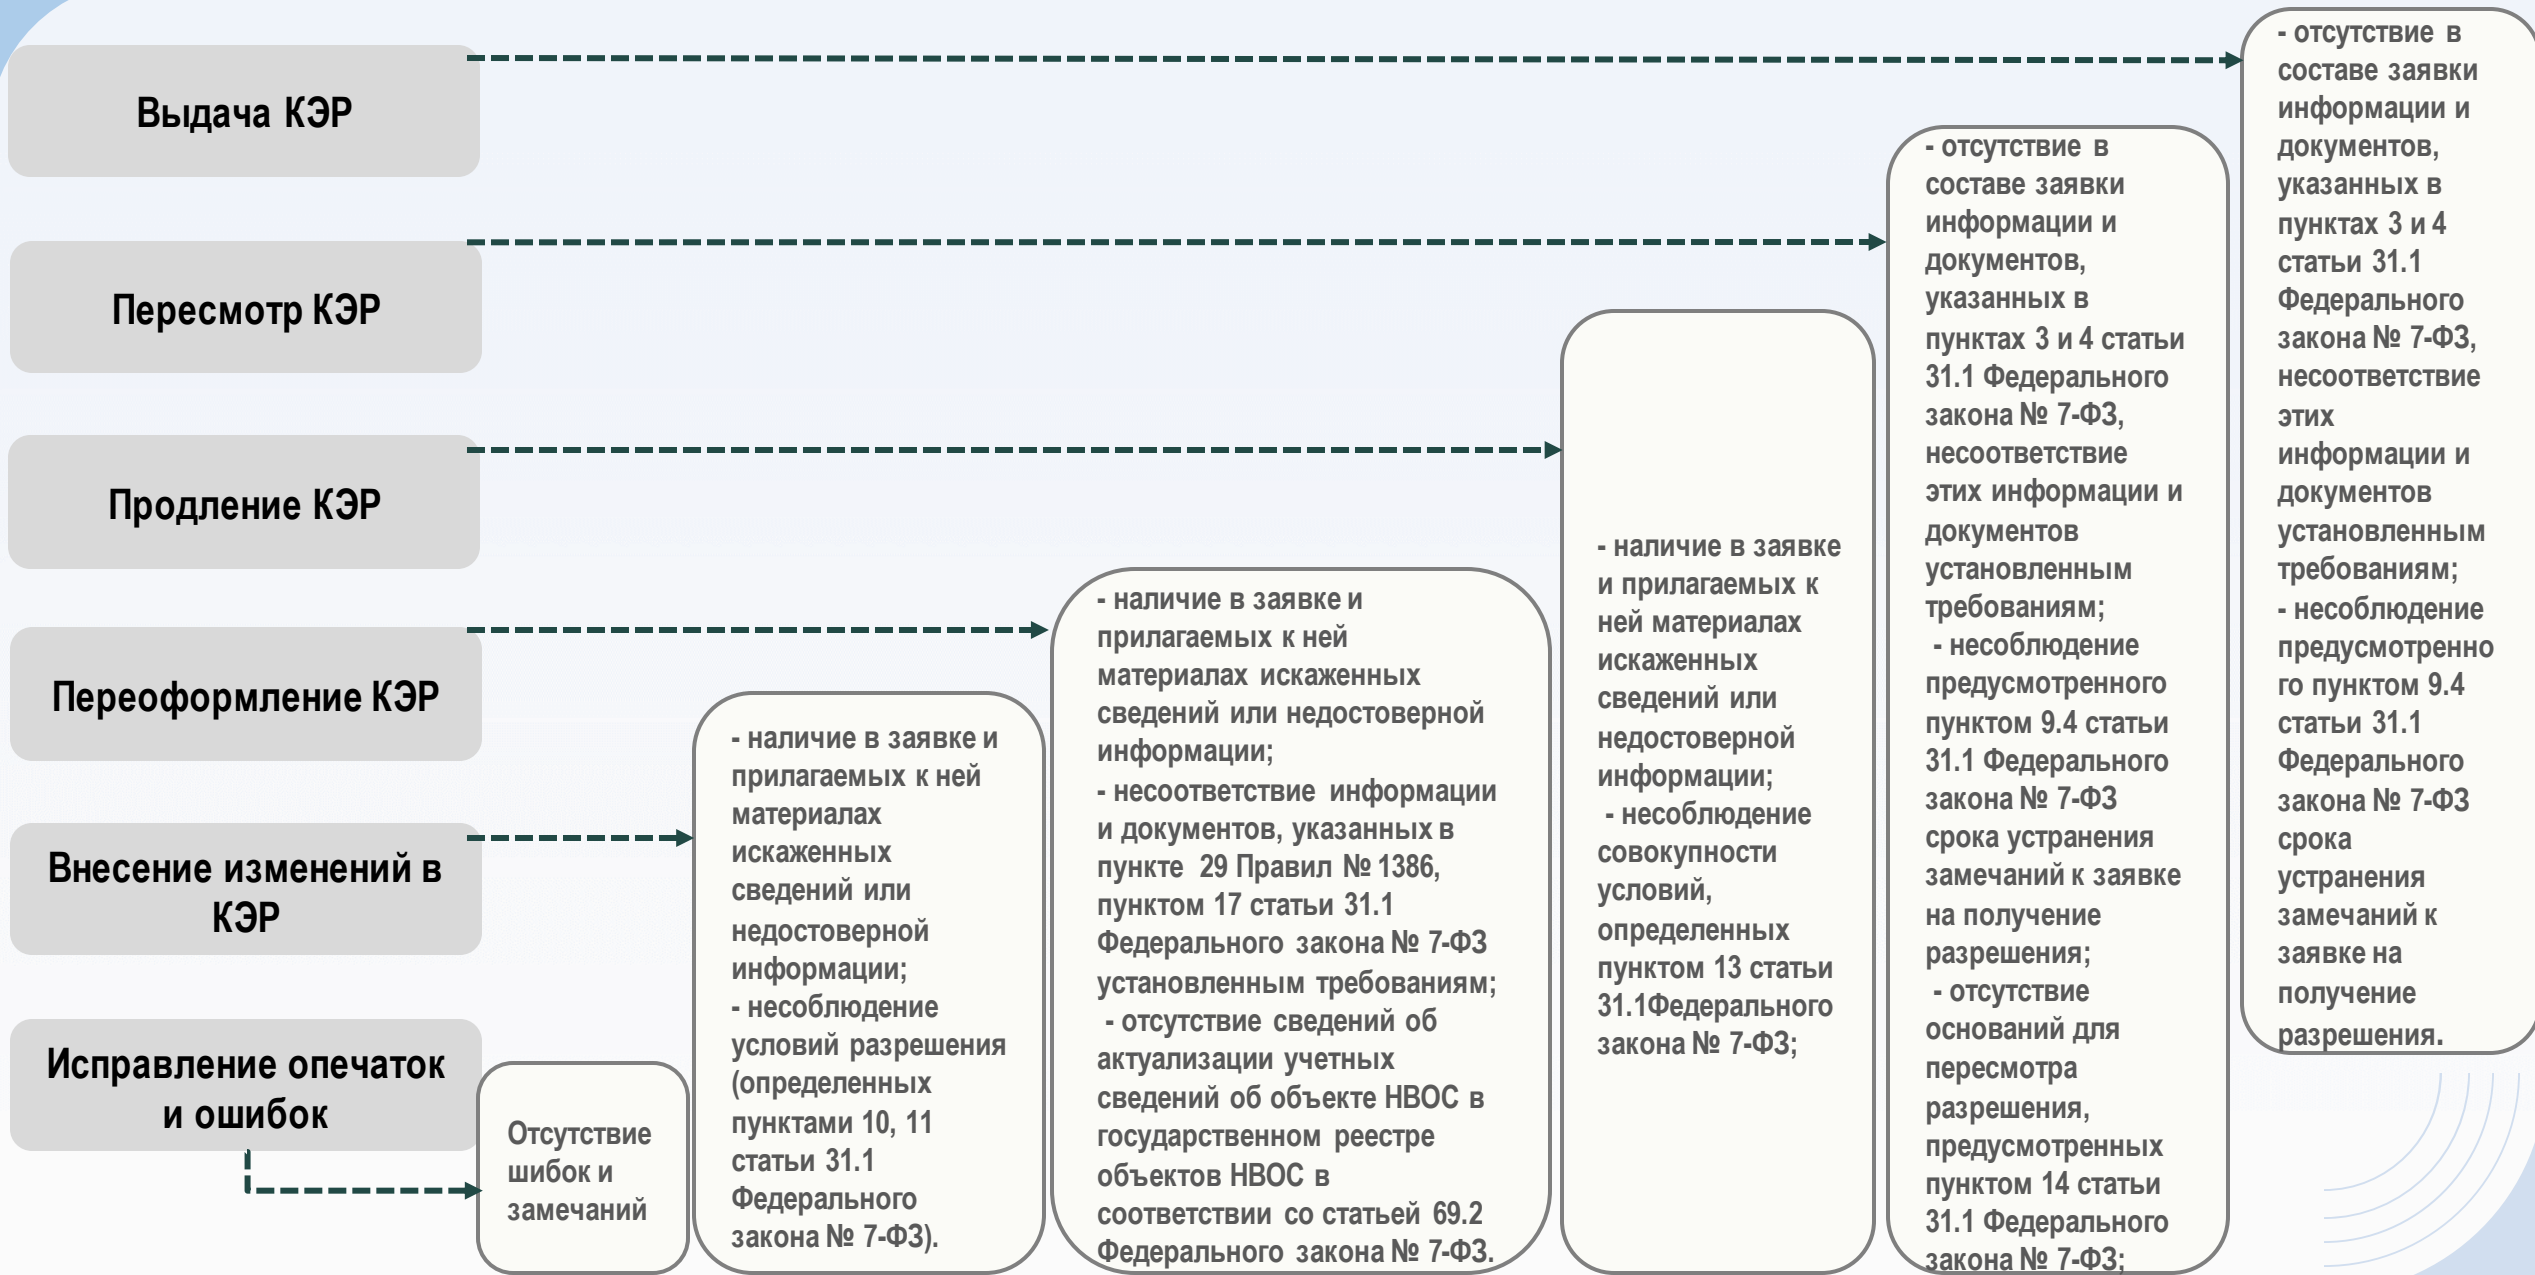 Выдача КЭР
Пересмотр КЭР
Продление КЭР
Переоформление КЭР
Внесение изменений в
КЭР
Исправление опечаток
и ошибок
Отсутствие
шибок и
замечаний
- наличие в заявке и
прилагаемых к ней
материалах
искаженных
сведений или
недостоверной
информации;
- несоблюдение
условий разрешения
(определенных
пунктами 10, 11
статьи 31.1
Федерального
закона № 7-ФЗ).
- наличие в заявке и
прилагаемых к ней
материалах искаженных
сведений или недостоверной
информации;
- несоответствие информации
и документов, указанных в
пункте 29 Правил № 1386,
пунктом 17 статьи 31.1
Федерального закона № 7-ФЗ
установленным требованиям;
- отсутствие сведений об
актуализации учетных
сведений об объекте НВОС в
государственном реестре
объектов НВОС в
соответствии со статьей 69.2
Федерального закона № 7-ФЗ.
- наличие в заявке
и прилагаемых к
ней материалах
искаженных
сведений или
недостоверной
информации;
- несоблюдение
совокупности
условий,
определенных
пунктом 13 статьи
31.1Федерального
закона № 7-ФЗ;
- отсутствие в
составе заявки
информации и
документов,
указанных в
пунктах 3 и 4 статьи
31.1 Федерального
закона № 7-ФЗ,
несоответствие
этих информации и
документов
установленным
требованиям;
- несоблюдение
предусмотренного
пунктом 9.4 статьи
31.1 Федерального
закона № 7-ФЗ
срока устранения
замечаний к заявке
на получение
разрешения;
- отсутствие
оснований для
пересмотра
разрешения,
предусмотренных
пунктом 14 статьи
31.1 Федерального
закона № 7-ФЗ;
- отсутствие в
составе заявки
информации и
документов,
указанных в
пунктах 3 и 4
статьи 31.1
Федерального
закона № 7-ФЗ,
несоответствие
этих
информации и
документов
установленным
требованиям;
- несоблюдение
предусмотренно
го пунктом 9.4
статьи 31.1
Федерального
закона № 7-ФЗ
срока
устранения
замечаний к
заявке на
получение
разрешения.